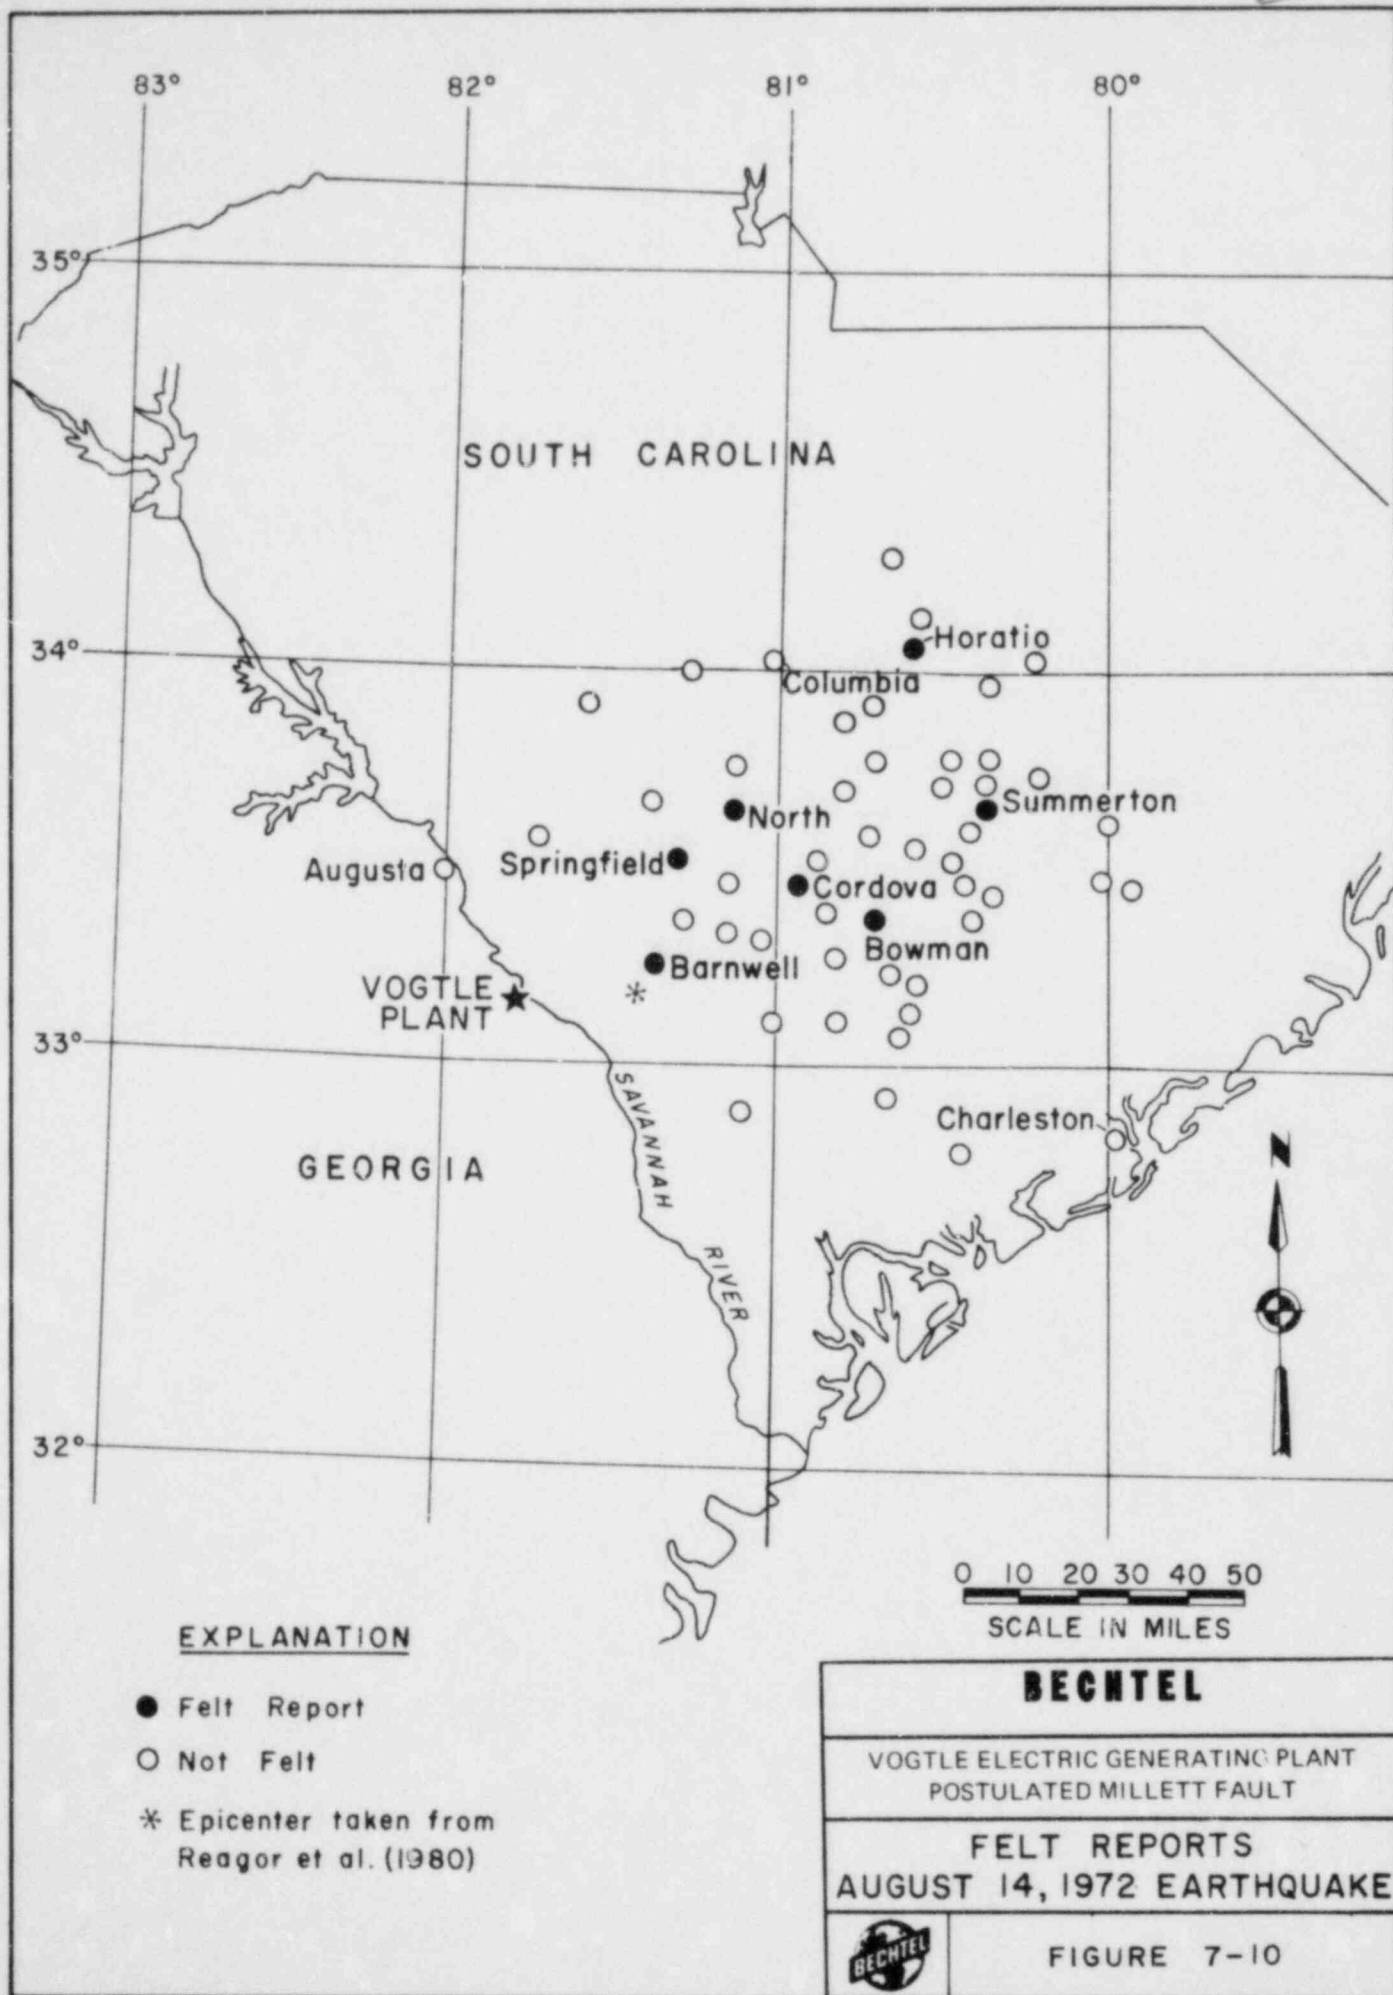 83° 82° 81° 80°
35°
SOUTH CAROLINA
Horatio
34°
Columbia
Summerton
North
Augusta
Springfield
Cordova
Bowman
Barnwell
VOGTLE
PLANT
33°
SAVANNAH
RIVER
Charleston
GEORGIA
N
32°
0 10 20 30 40 50
SCALE IN MILES
EXPLANATION
Felt Report
Not Felt
* Epicenter taken from
Reagor et al. (1980)
BECHTEL
VOGTLE ELECTRIC GENERATING PLANT
POSTULATED MILLETT FAULT
FELT REPORTS
AUGUST 14, 1972 EARTHQUAKE
BECHTEL
FIGURE 7-10